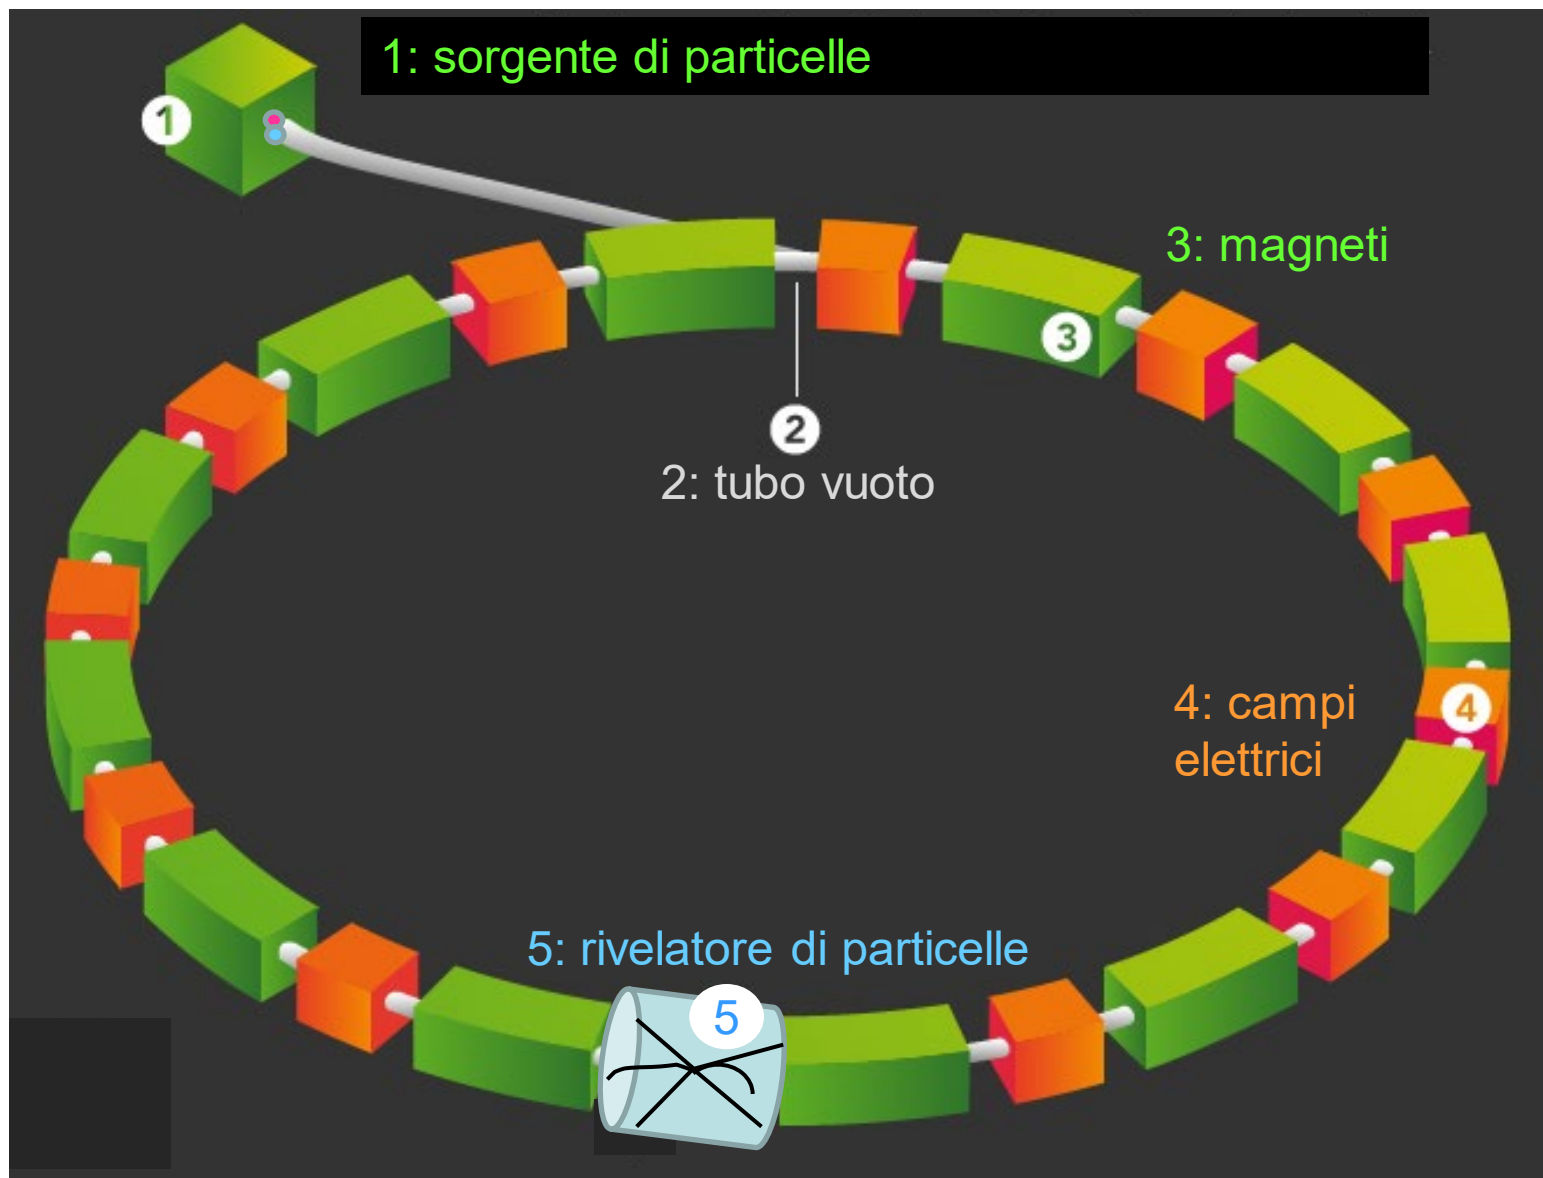 1: sorgente di particelle
1
3: magneti
3
2
2: tubo vuoto
4: campi
elettrici
4
5: rivelatore di particelle
5